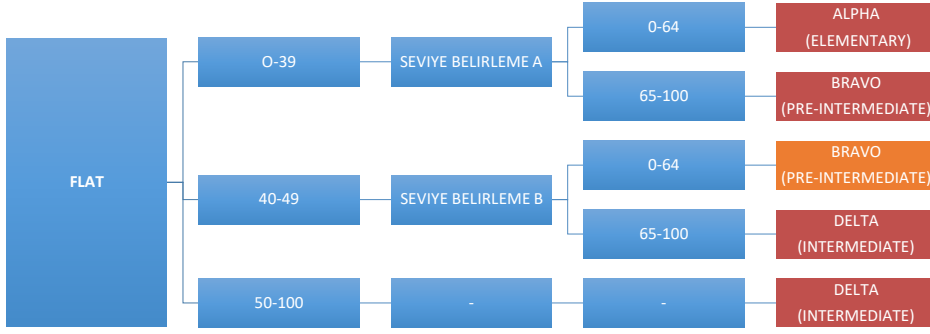 FLAT
O-39
SEVIYE BELIRLEME A
0-64
ALPHA
(ELEMENTARY)
65-100
BRAVO
(PRE-INTERMEDIATE)
40-49
SEVIYE BELIRLEME B
0-64
BRAVO
(PRE-INTERMEDIATE)
65-100
DELTA
(INTERMEDIATE)
50-100
-
-
DELTA
(INTERMEDIATE)